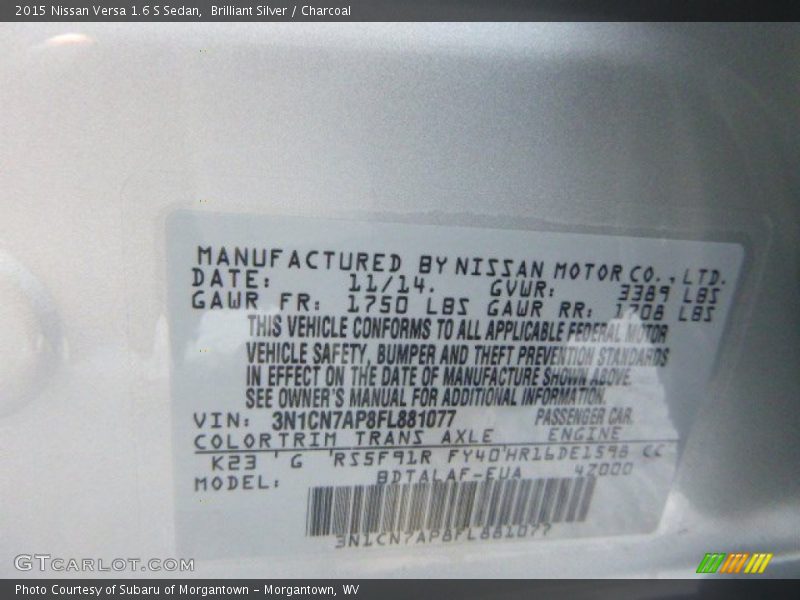 2015 Nissan Versa 1.6 S Sedan,  Brilliant Silver / Charcoal
MANUFACTURED BY NISSAN MOTOR CO., LTD.
DATE: 11/14. GVWR: 3389 LBS
GAWR FR: 1750 LBS GAWR RR: 1708 LBS
THIS VEHICLE CONFORMS TO ALL APPLICABLE FEDERAL MOTOR
VEHICLE SAFETY, BUMPER AND THEFT PREVENTION STANDARDS
IN EFFECT ON THE DATE OF MANUFACTURE SHOWN ABOVE.
SEE OWNER'S MANUAL FOR ADDITIONAL INFORMATION.
VIN: 3N1CN7AP8FL881077 PASSENGER CAR.
COLOR TRIM TRANS AXLE ENGINE
K23 'G 'RS5F91R FY40'HR16DE1598 CC
MODEL: BDTALAF-EUA 4Z000
3N1CN7AP8FL881077
GTCARLOT.COM
Photo Courtesy of Subaru of Morgantown - Morgantown, WV